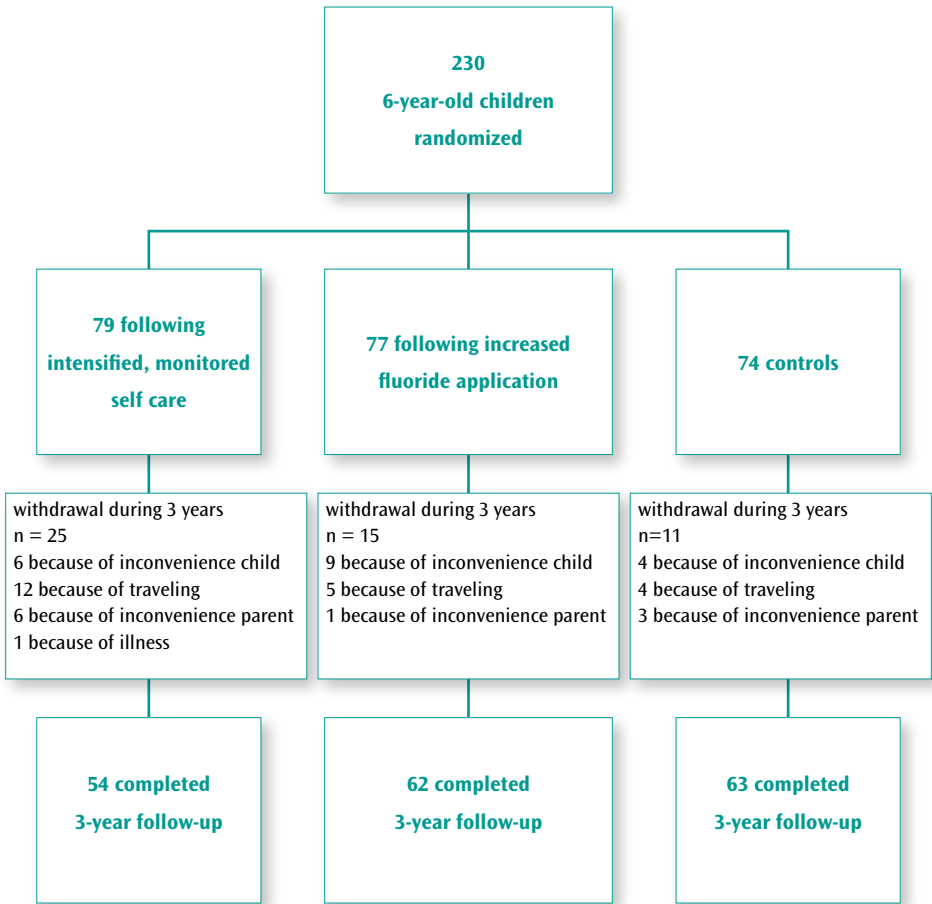 230
6-year-old children
randomized
79 following
intensified, monitored
self care
77 following increased
fluoride application
74 controls
withdrawal during 3 years
n = 25
6 because of inconvenience child
12 because of traveling
6 because of inconvenience parent
1 because of illness
withdrawal during 3 years
n = 15
9 because of inconvenience child
5 because of traveling
1 because of inconvenience parent
withdrawal during 3 years
n=11
4 because of inconvenience child
4 because of traveling
3 because of inconvenience parent
54 completed
3-year follow-up
62 completed
3-year follow-up
63 completed
3-year follow-up